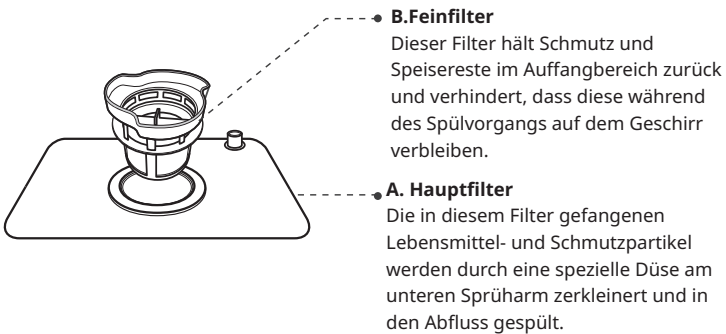 B.Feinfilter
Dieser Filter hält Schmutz und
Speisereste im Auffangbereich zurück
und verhindert, dass diese während
des Spülvorgangs auf dem Geschirr
verbleiben.
A. Hauptfilter
Die in diesem Filter gefangenen
Lebensmittel- und Schmutzpartikel
werden durch eine spezielle Düse am
unteren Sprüharm zerkleinert und in
den Abfluss gespült.